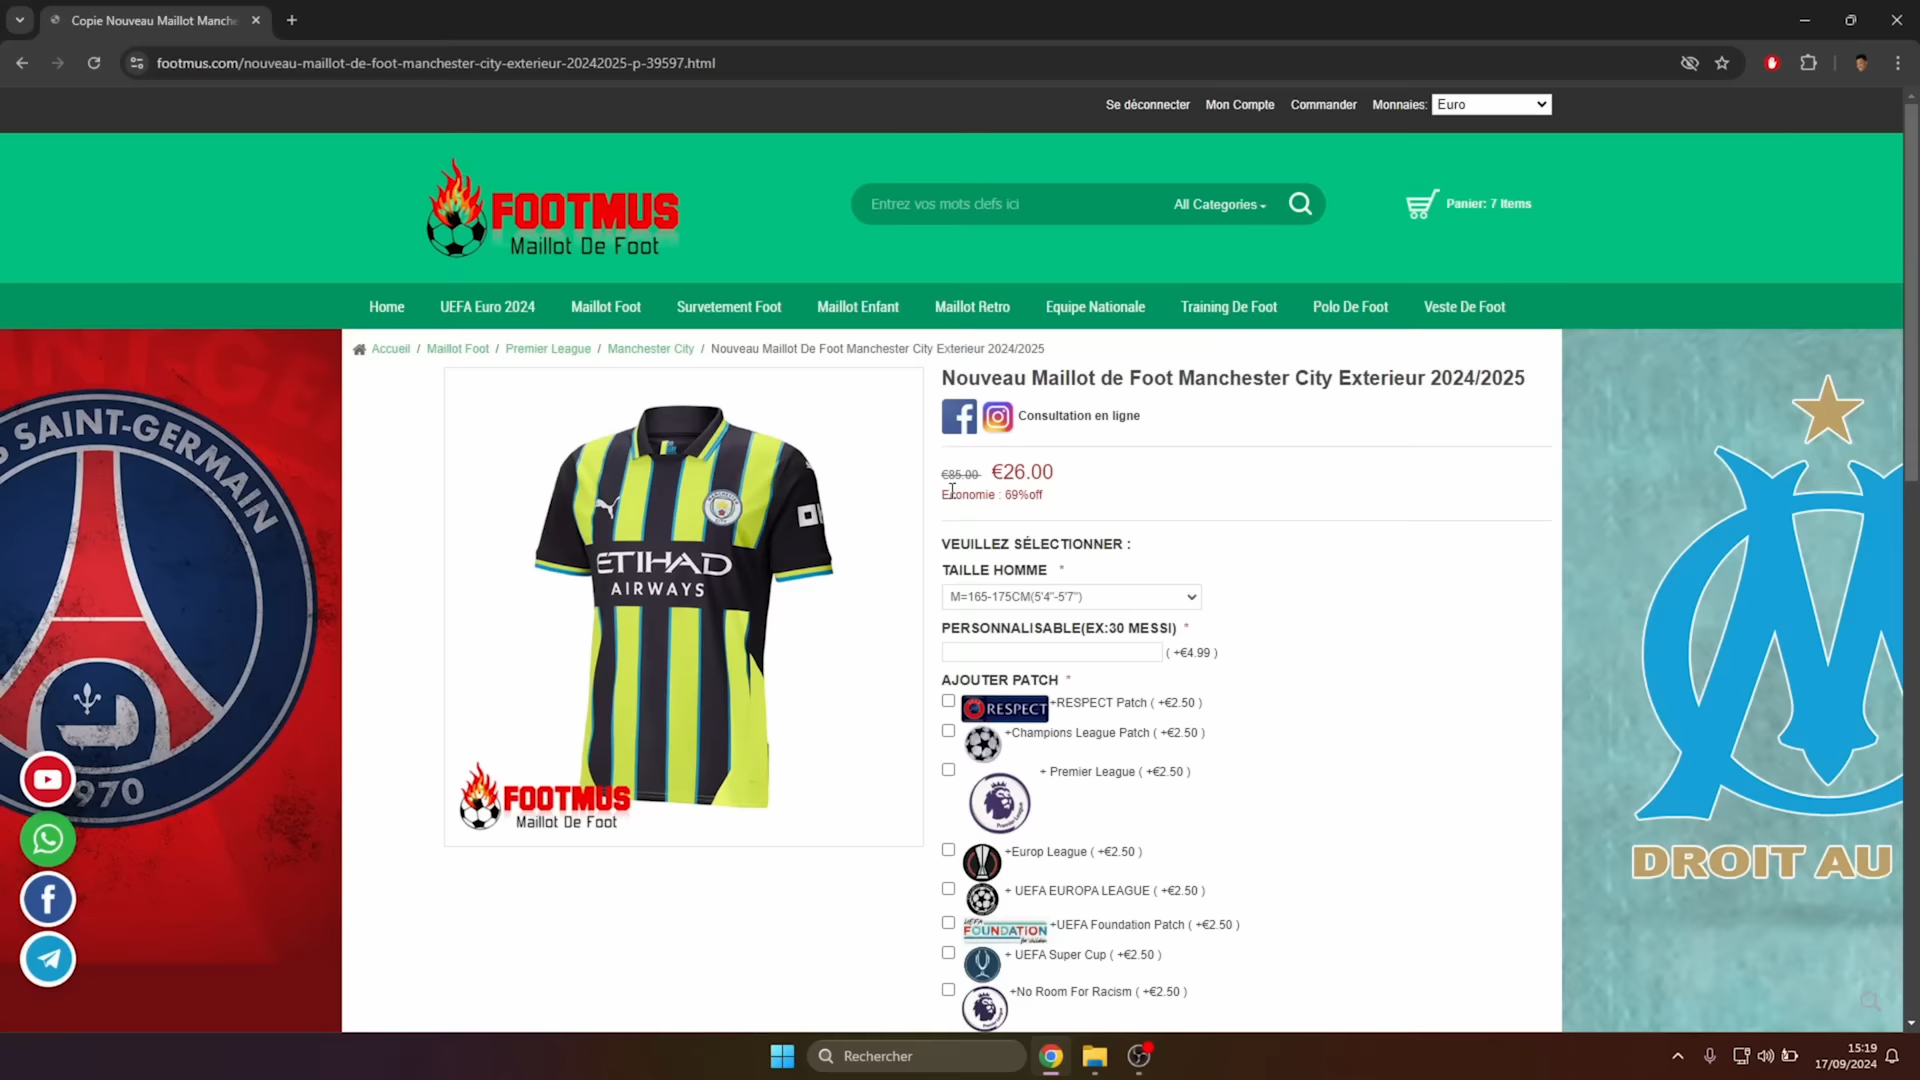 Copie Nouveau Maillot Manche
footmus.com/nouveau-maillot-de-foot-manchester-city-exterieur-20242025-p-39597.html
Se déconnecter Mon Compte Commander Monnaies: Euro
FOOTMUS
Maillot De Foot
Entrez vos mots clefs ici All Categories
Panier: 7 Items
Home UEFA Euro 2024 Maillot Foot Survetement Foot Maillot Enfant Maillot Retro Equipe Nationale Training De Foot Polo De Foot Veste De Foot
Accueil / Maillot Foot / Premier League / Manchester City / Nouveau Maillot De Foot Manchester City Exterieur 2024/2025
Nouveau Maillot de Foot Manchester City Exterieur 2024/2025
Consultation en ligne
€85.00 €26.00
Economie : 69%off
VEUILLEZ SÉLECTIONNER :
TAILLE HOMME *
M=165-175CM(5'4"-5'7")
PERSONNALISABLE(EX:30 MESSI) *
( +€4.99 )
AJOUTER PATCH *
RESPECT +RESPECT Patch ( +€2.50 )
+Champions League Patch ( +€2.50 )
+ Premier League ( +€2.50 )
Premier League
+Europ League ( +€2.50 )
+ UEFA EUROPA LEAGUE ( +€2.50 )
UEFA
FOUNDATION
for children
+UEFA Foundation Patch ( +€2.50 )
+ UEFA Super Cup ( +€2.50 )
+No Room For Racism ( +€2.50 )
ETIHAD
AIRWAYS
FOOTMUS
Maillot De Foot
SAINT-GERMAIN
970
DROIT AU
Rechercher
15:19
17/09/2024